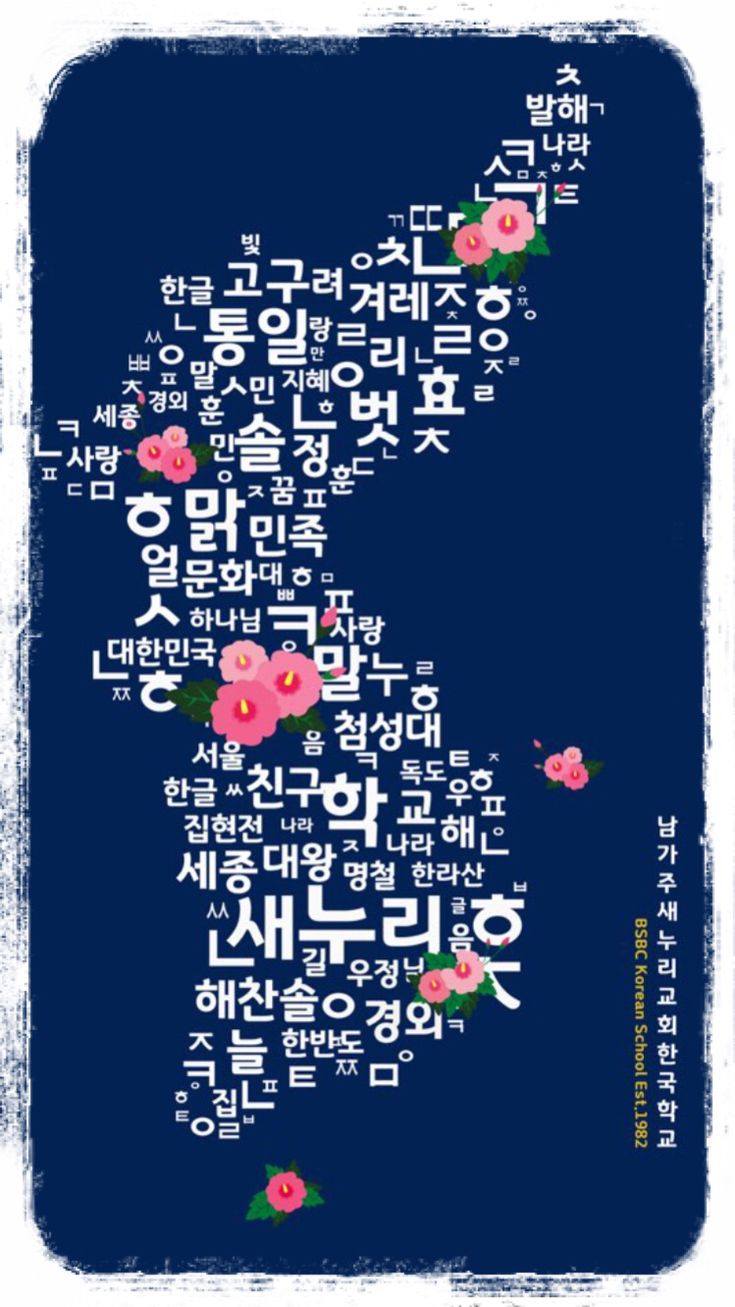 ㅊ
발해ㄱ
ㅋ 나랏
ㅅ ㅁ ㅊ ㅎ ㅅ
ㄴ ㅌ
ㄲ ㄸ
빛
ㅇ ㅊ ㄴ
한글 고구려 겨레 ㅈ ㅎ ㅇ ㅉ ㅇ
ㄴ 통일 랑 ㄹ ㅊ ㄹ ㅇ
ㅆ ㅇ 만 리 ㄴ ㅈ ㄹ
ㅃ ㅍ 말 ㅅ 민 지혜 ㅇ 효 ㄹ
ㅊ 경외 훈 ㄴ ㅎ 벗
세종 ㅊ
ㅋ 민 솔 정 ㄴ
ㄴ 사랑 ㅇ 훈 ㄷ
ㅍ ㄷ ㅁ ㅈ 꿈 ㅍ
ㅎ 맑 민족
얼 문화 대 ㅎ ㅁ
ㅅ 하나님 ㅃ ㅋ ㅍ
사랑
ㄴ 대한민국 ㅇ
ㅉ ㅎ 말 누 ㄹ
ㅎ
음 첨성대
서울 ㅋ 독도 ㅌ ㅈ
한글 ㅆ 친구 학 교 우 ㅎ ㅍ
집현전 나라 해 ㅇ
ㅈ 나라 ㄴ
세종 대왕 명철 한라산
ㅂ
ㅆ 새누리 글 ㅎ
ㄴ 음
길 우정 님 ㅊ
해찬솔 ㅇ 경외 ㅋ
ㅈ 늘 한반도 ㅇ
ㅋ ㅌ ㅉ ㅁ
ㅇ ㅍ
ㅎ 집 ㄴ
ㅌ ㅇ ㄹ ㅂ
남가주새누리교회한국학교
BSBC Korean School Est.1982